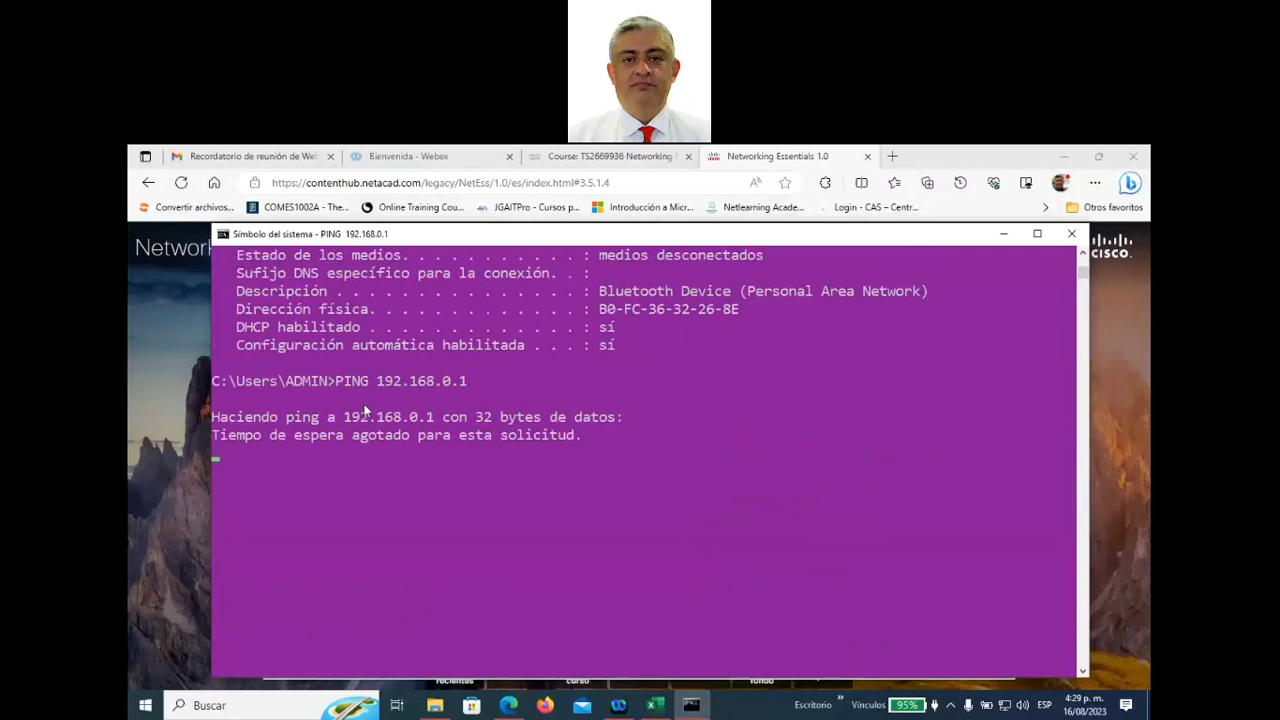 Recordatorio de reunión de Web
Bienvenida - Webex
Course: TS2669936 Networking
Networking Essentials 1.0
https://contenthub.netacad.com/legacy/NetEss/1.0/es/index.html#3.5.1.4
Convertir archivos...
COMES1002A - The...
Online Training Cou...
JGAITPro - Cursos p...
Introducción a Micr...
Netlearning Acade...
Login - CAS – Centr...
Otros favoritos
Network
CISCO.
Símbolo del sistema - PING 192.168.0.1
Estado de los medios. . . . . . . . . . . : medios desconectados
Sufijo DNS específico para la conexión. . :
Descripción . . . . . . . . . . . . . . . : Bluetooth Device (Personal Area Network)
Dirección física. . . . . . . . . . . . . : B0-FC-36-32-26-8E
DHCP habilitado . . . . . . . . . . . . . : sí
Configuración automática habilitada . . . : sí
C:\Users\ADMIN>PING 192.168.0.1
Haciendo ping a 192.168.0.1 con 32 bytes de datos:
Tiempo de espera agotado para esta solicitud.
recientes
curso
fondo
Buscar
Escritorio
Vínculos
95%
ESP
4:29 p. m.
16/08/2023